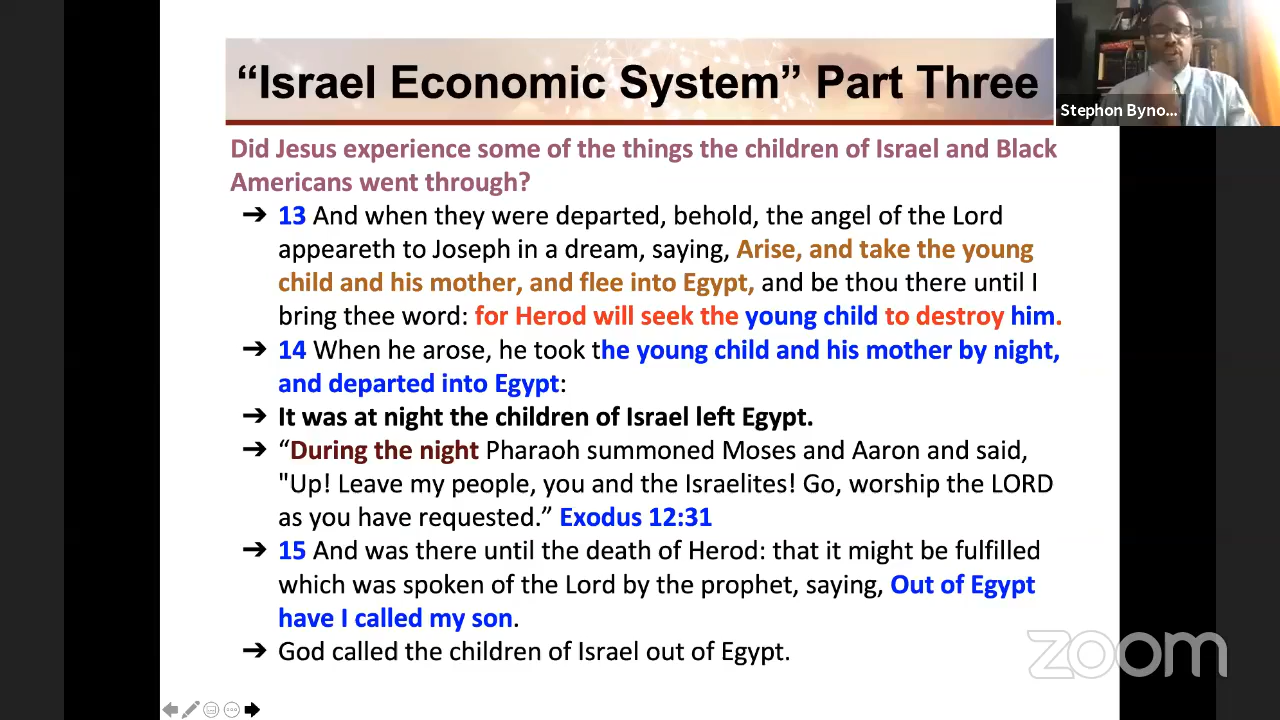 “Israel Economic System” Part Three
Stephon Byno...
Did Jesus experience some of the things the children of Israel and Black
Americans went through?
➔ 13 And when they were departed, behold, the angel of the Lord
appeareth to Joseph in a dream, saying, Arise, and take the young
child and his mother, and flee into Egypt, and be thou there until I
bring thee word: for Herod will seek the young child to destroy him.
➔ 14 When he arose, he took the young child and his mother by night,
and departed into Egypt:
➔ It was at night the children of Israel left Egypt.
➔ “During the night Pharaoh summoned Moses and Aaron and said,
"Up! Leave my people, you and the Israelites! Go, worship the LORD
as you have requested.” Exodus 12:31
➔ 15 And was there until the death of Herod: that it might be fulfilled
which was spoken of the Lord by the prophet, saying, Out of Egypt
have I called my son.
➔ God called the children of Israel out of Egypt.
zoom